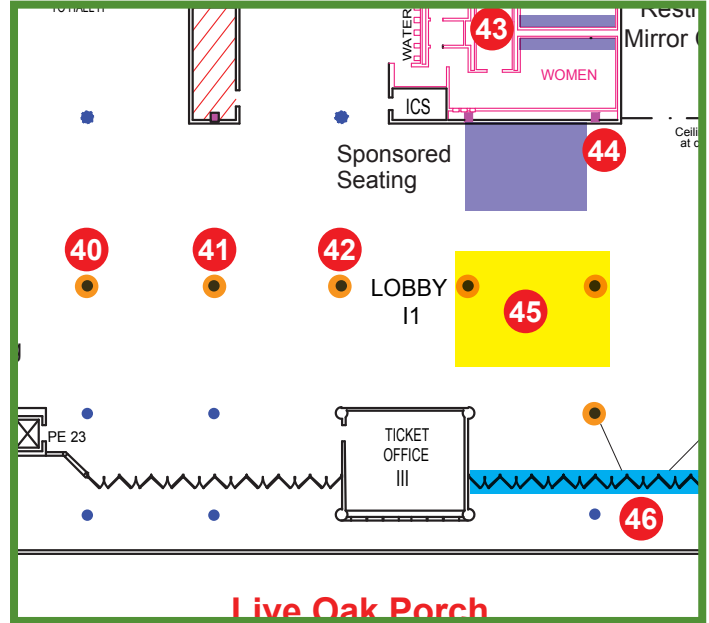 43
Mirror
WATER
WOMEN
ICS
44
Sponsored
Seating
40
41
42
LOBBY
I1
45
PE 23
TICKET
OFFICE
III
46
Live Oak Porch